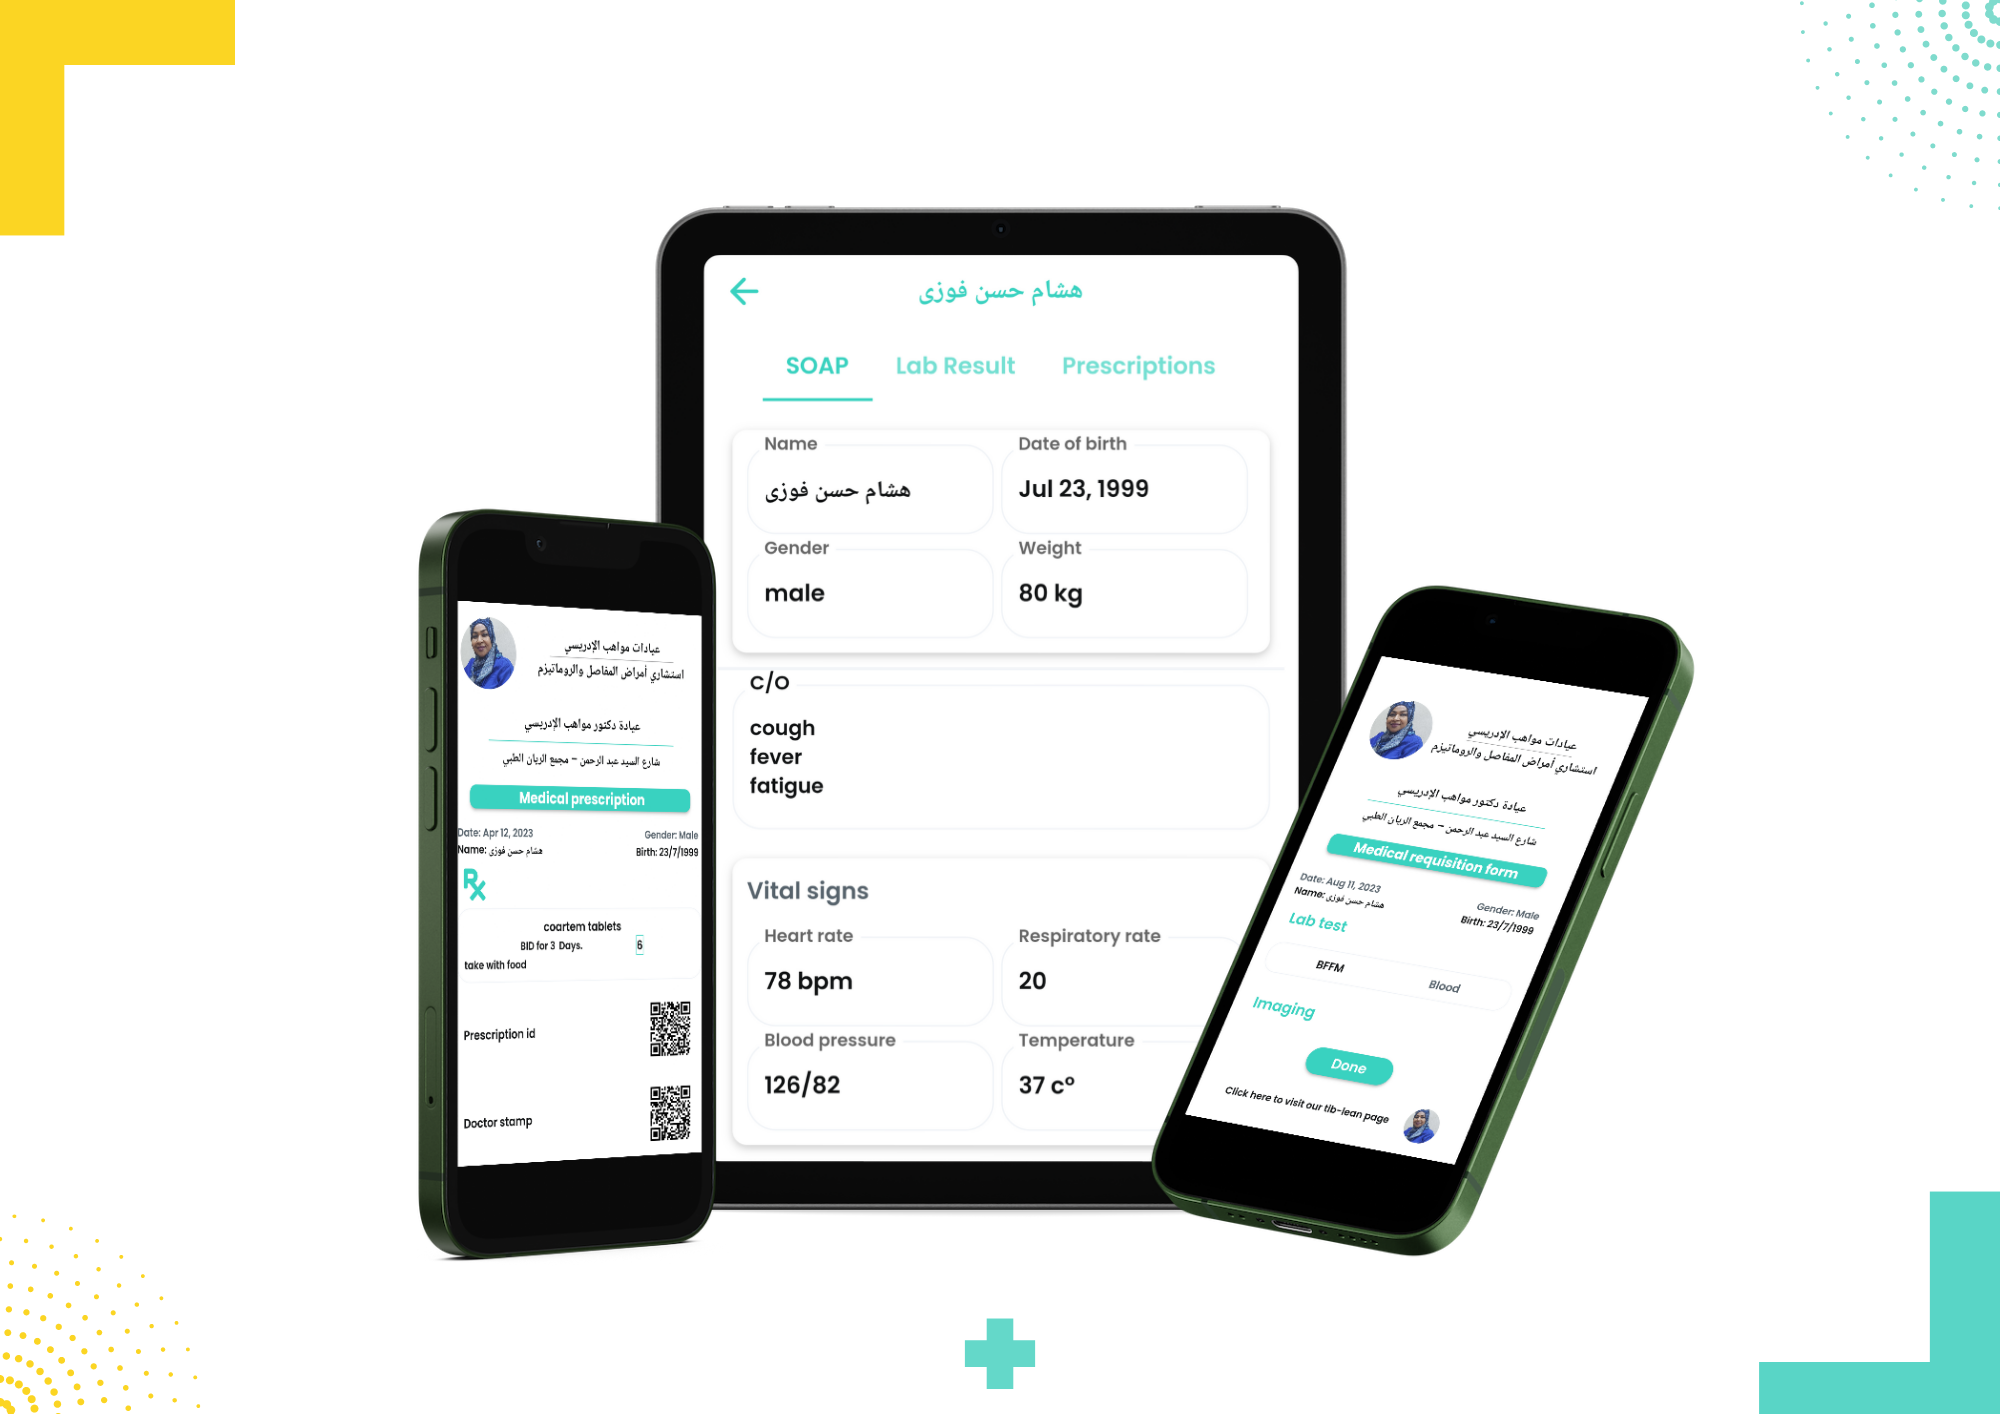 هشام حسن فوزى
SOAP
Lab Result
Prescriptions
Name
هشام حسن فوزى
Date of birth
Jul 23, 1999
Gender
male
Weight
80 kg
C/O
cough
fever
fatigue
Vital signs
Heart rate
78 bpm
Respiratory rate
20
Blood pressure
126/82
Temperature
37 c°
عيادات مواهب الإدريسي
استشاري أمراض المفاصل والروماتيزم
عيادة دكتور مواهب الإدريسي
شارع السيد عبد الرحمن – مجمع الريان الطبي
Medical prescription
Date: Apr 12, 2023
Gender: Male
Name: هشام حسن فوزى
Birth: 23/7/1999
Rx
coartem tablets
BID for 3 Days.
6
take with food
Prescription id
Doctor stamp
عيادات مواهب الإدريسي
استشاري أمراض المفاصل والروماتيزم
عيادة دكتور مواهب الإدريسي
شارع السيد عبد الرحمن – مجمع الريان الطبي
Medical requisition form
Date: Aug 11, 2023
Gender: Male
Name: هشام حسن فوزى
Birth: 23/7/1999
Lab test
BFFM
Blood
Imaging
Done
Click here to visit our tib-lean page